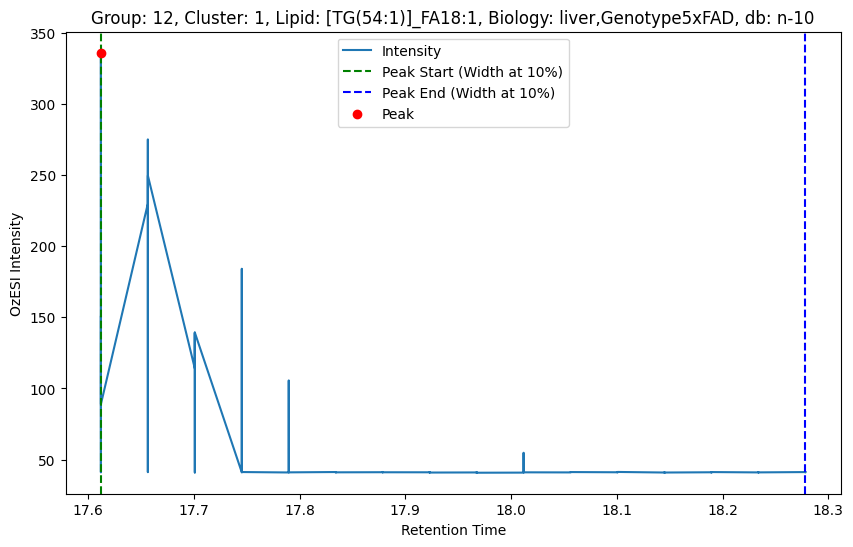 Group: 12, Cluster: 1, Lipid: [TG(54:1)]_FA18:1, Biology: liver,Genotype5xFAD, db: n-10
Intensity
Peak Start (Width at 10%)
Peak End (Width at 10%)
Peak
OzESI Intensity
350
300
250
200
150
100
50
17.6 17.7 17.8 17.9 18.0 18.1 18.2 18.3
Retention Time